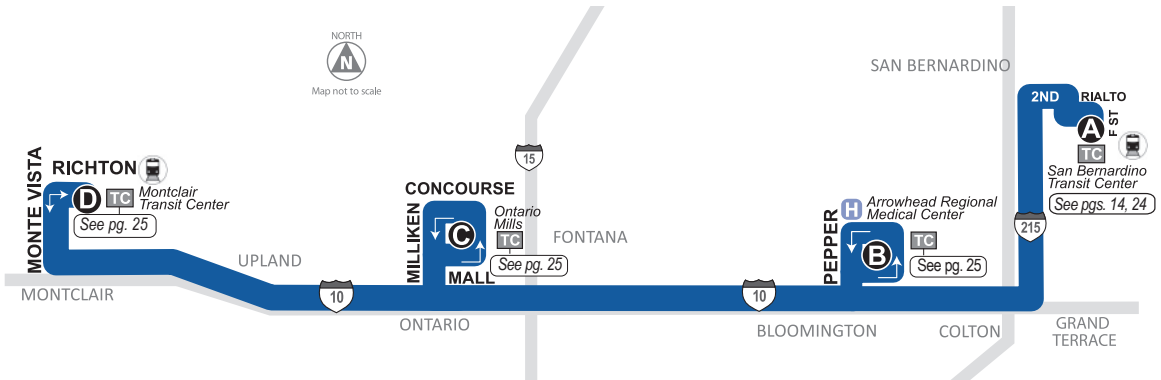 NORTH
N
Map not to scale
SAN BERNARDINO
2ND
RIALTO
F ST
A
TC
San Bernardino
Transit Center
See pgs. 14, 24
215
15
MONTE VISTA
RICHTON
D
TC
Montclair
Transit Center
See pg. 25
CONCOURSE
MILLIKEN
C
Ontario
Mills
TC
See pg. 25
MALL
FONTANA
H
Arrowhead Regional
Medical Center
PEPPER
B
TC
See pg. 25
UPLAND
MONTCLAIR
10
10
ONTARIO
BLOOMINGTON
COLTON
GRAND
TERRACE